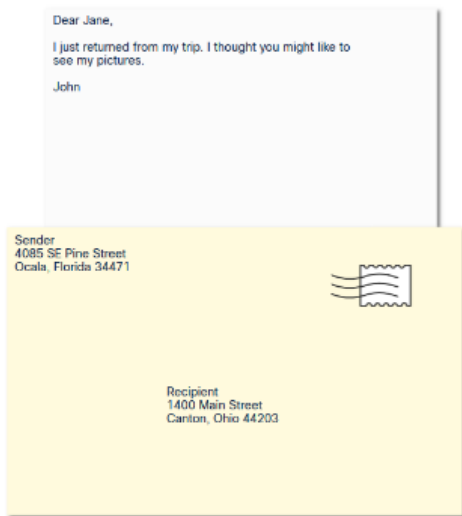 Dear Jane,
I just returned from my trip. I thought you might like to
see my pictures.
John
Sender
4085 SE Pine Street
Ocala, Florida 34471
Recipient
1400 Main Street
Canton, Ohio 44203